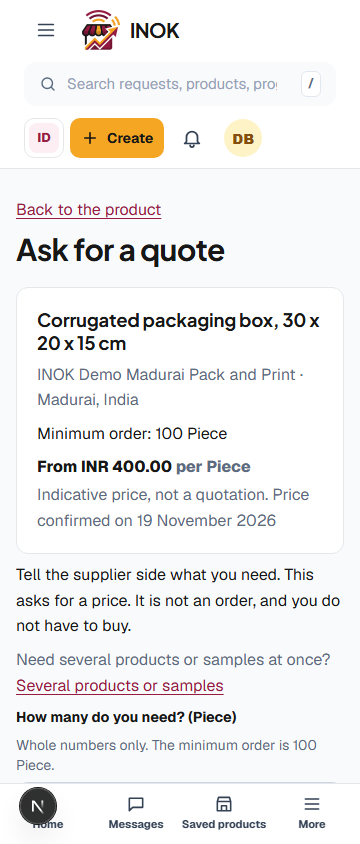 INOK
Search requests, products, pro
/
ID
+ Create
DB
Back to the product
Ask for a quote
Corrugated packaging box, 30 x
20 x 15 cm
INOK Demo Madurai Pack and Print ·
Madurai, India
Minimum order: 100 Piece
From INR 400.00 per Piece
Indicative price, not a quotation. Price
confirmed on 19 November 2026
Tell the supplier side what you need. This
asks for a price. It is not an order, and you do
not have to buy.
Need several products or samples at once?
Several products or samples
How many do you need? (Piece)
Whole numbers only. The minimum order is 100
Piece.
N
Home
Messages
Saved products
More